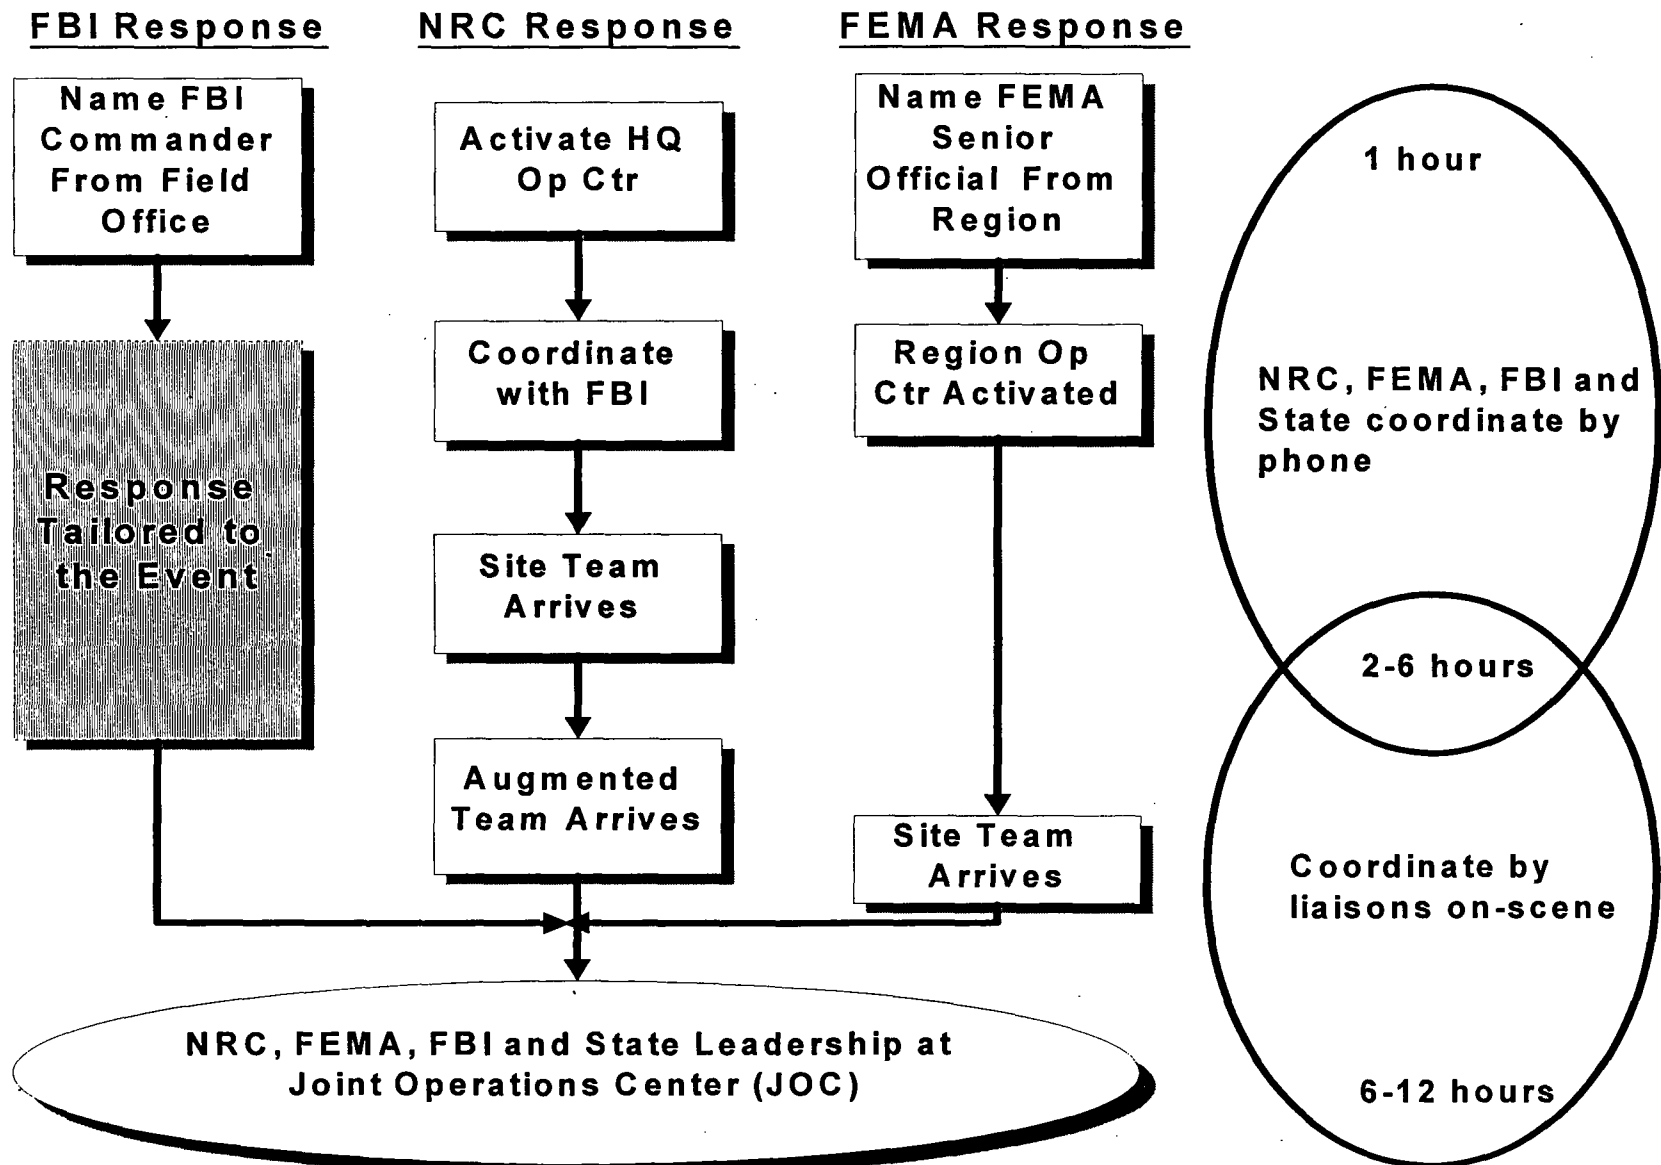 FBI Response
Name FBI
Commander
From Field
Office
Response
Tailored to
the Event
NRC Response
Activate HQ
Op Ctr
Coordinate
with FBI
Site Team
Arrives
Augmented
Team Arrives
FEMA Response
Name FEMA
Senior
Official From
Region
Region Op
Ctr Activated
Site Team
Arrives
NRC, FEMA, FBI and State Leadership at
Joint Operations Center (JOC)
1 hour
NRC, FEMA, FBI and
State coordinate by
phone
2-6 hours
Coordinate by
liaisons on-scene
6-12 hours